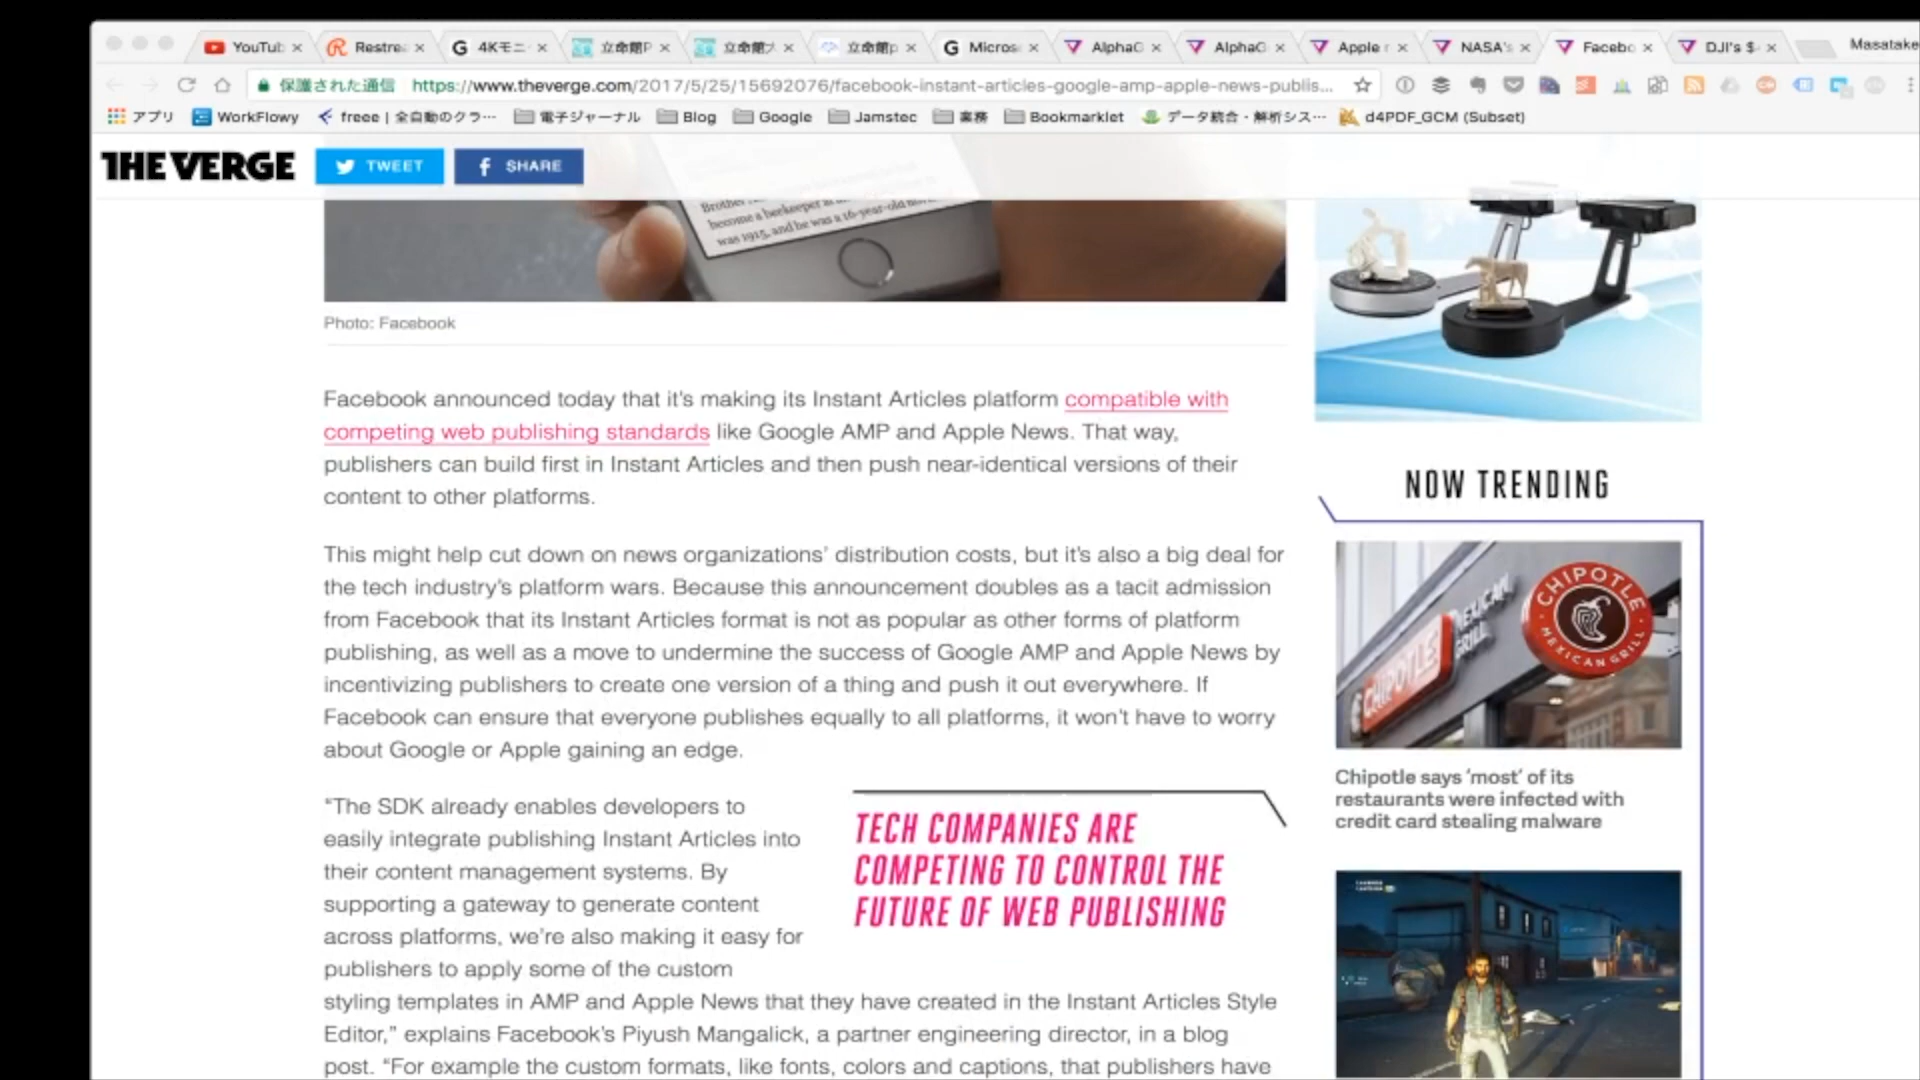 YouTub
Restrea
4Kモニ
立命館P
立命館大
立命館p
Micros
AlphaG
AlphaG
Apple r
NASA's
Facebo
DJI's $
Masatake
保護された通信 https://www.theverge.com/2017/5/25/15692076/facebook-instant-articles-google-amp-apple-news-publis...
アプリ
WorkFlowy
freee | 全自動のクラ…
電子ジャーナル
Blog
Google
Jamstec
業務
Bookmarklet
データ統合・解析シス…
d4PDF_GCM (Subset)
THE VERGE
TWEET
SHARE
become a beekeeper
was 1915, and he was a 16-year-old
Photo: Facebook
Facebook announced today that it's making its Instant Articles platform compatible with
competing web publishing standards like Google AMP and Apple News. That way,
publishers can build first in Instant Articles and then push near-identical versions of their
content to other platforms.
This might help cut down on news organizations' distribution costs, but it's also a big deal for
the tech industry's platform wars. Because this announcement doubles as a tacit admission
from Facebook that its Instant Articles format is not as popular as other forms of platform
publishing, as well as a move to undermine the success of Google AMP and Apple News by
incentivizing publishers to create one version of a thing and push it out everywhere. If
Facebook can ensure that everyone publishes equally to all platforms, it won't have to worry
about Google or Apple gaining an edge.
“The SDK already enables developers to
easily integrate publishing Instant Articles into
their content management systems. By
supporting a gateway to generate content
across platforms, we're also making it easy for
publishers to apply some of the custom
styling templates in AMP and Apple News that they have created in the Instant Articles Style
Editor,” explains Facebook's Piyush Mangalick, a partner engineering director, in a blog
post. “For example the custom formats, like fonts, colors and captions, that publishers have
TECH COMPANIES ARE
COMPETING TO CONTROL THE
FUTURE OF WEB PUBLISHING
NOW TRENDING
CHIPOTLE
MEXICAN
GRILL
CHIPOTLE
MEXICAN GRILL
Chipotle says 'most' of its
restaurants were infected with
credit card stealing malware